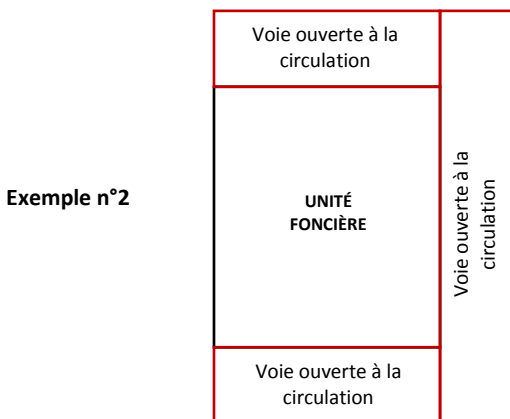 Voie ouverte à la
circulation
Exemple n°2
UNITÉ
FONCIÈRE
Voie ouverte à la
circulation
Voie ouverte à la
circulation